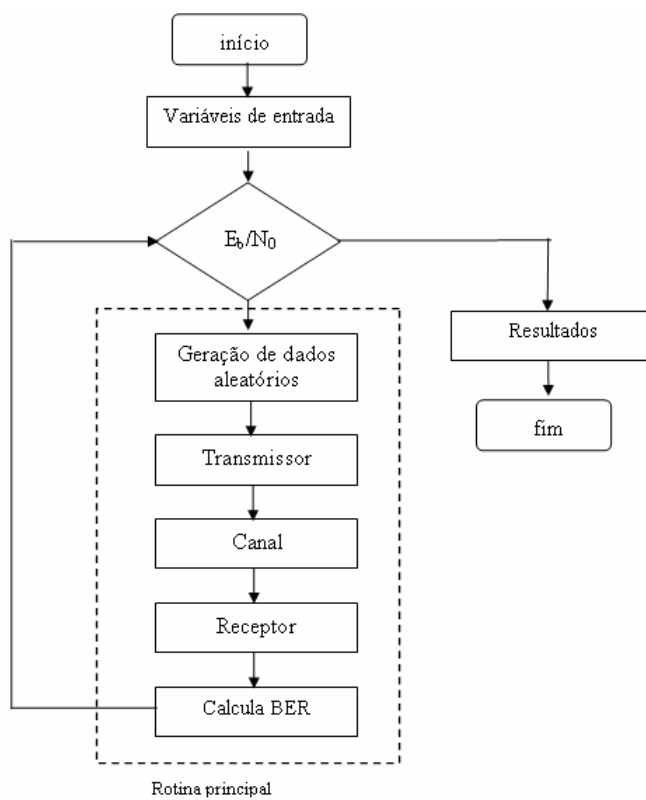 início
Variáveis de entrada
Eb/N0
Geração de dados
aleatórios
Resultados
fim
Transmissor
Canal
Receptor
Calcula BER
Rotina principal